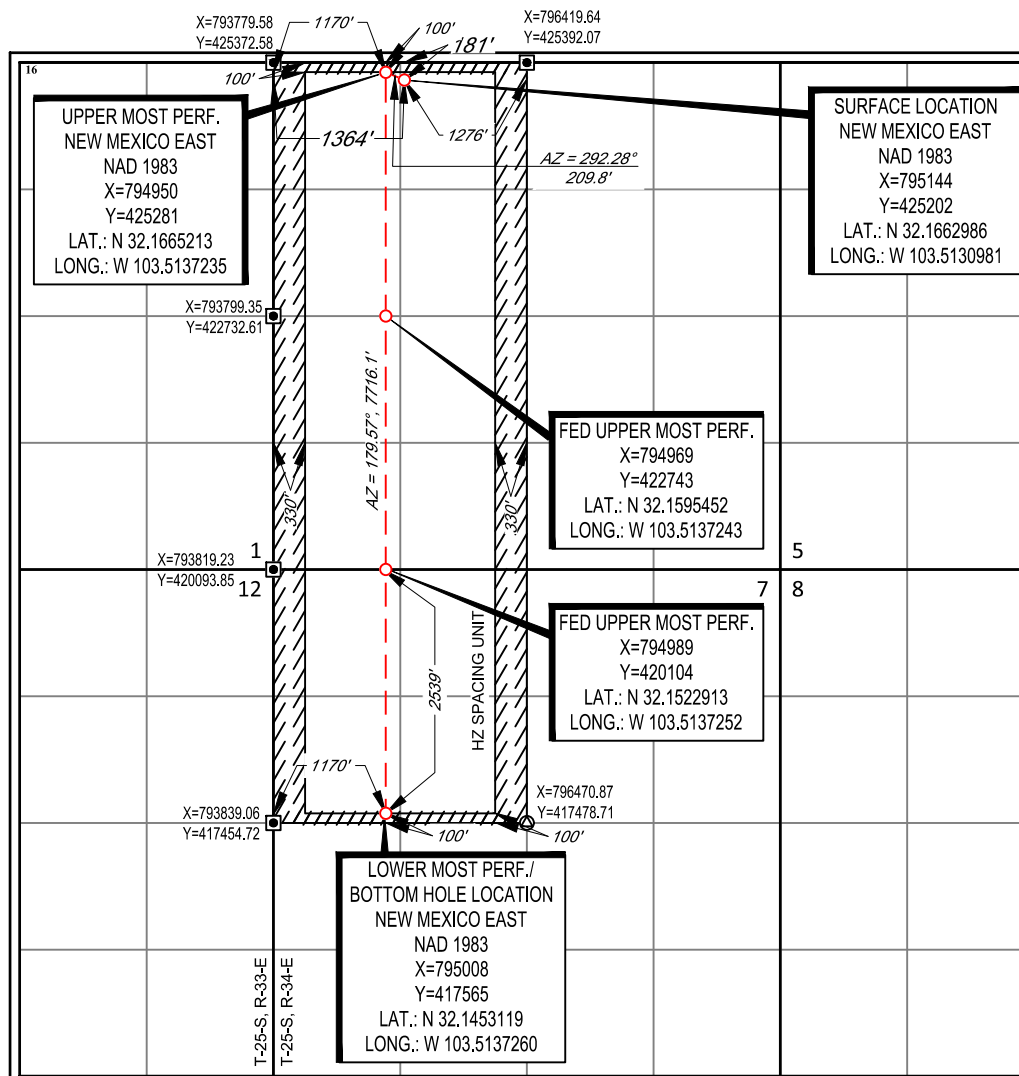 X=793779.58
Y=425372.58
1170'
100'
181'
X=796419.64
Y=425392.07
16
100'
UPPER MOST PERF.
NEW MEXICO EAST
NAD 1983
X=794950
Y=425281
LAT.: N 32.1665213
LONG.: W 103.5137235
1364'
1276'
AZ = 292.28°
209.8'
SURFACE LOCATION
NEW MEXICO EAST
NAD 1983
X=795144
Y=425202
LAT.: N 32.1662986
LONG.: W 103.5130981
X=793799.35
Y=422732.61
AZ = 179.57°, 7716.1'
330'
330'
FED UPPER MOST PERF.
X=794969
Y=422743
LAT.: N 32.1595452
LONG.: W 103.5137243
X=793819.23
Y=420093.85
1
12
5
7
8
FED UPPER MOST PERF.
X=794989
Y=420104
LAT.: N 32.1522913
LONG.: W 103.5137252
2539'
HZ SPACING UNIT
1170'
X=793839.06
Y=417454.72
X=796470.87
Y=417478.71
100'
100'
LOWER MOST PERF./
BOTTOM HOLE LOCATION
NEW MEXICO EAST
NAD 1983
X=795008
Y=417565
LAT.: N 32.1453119
LONG.: W 103.5137260
T-25-S, R-33-E
T-25-S, R-34-E